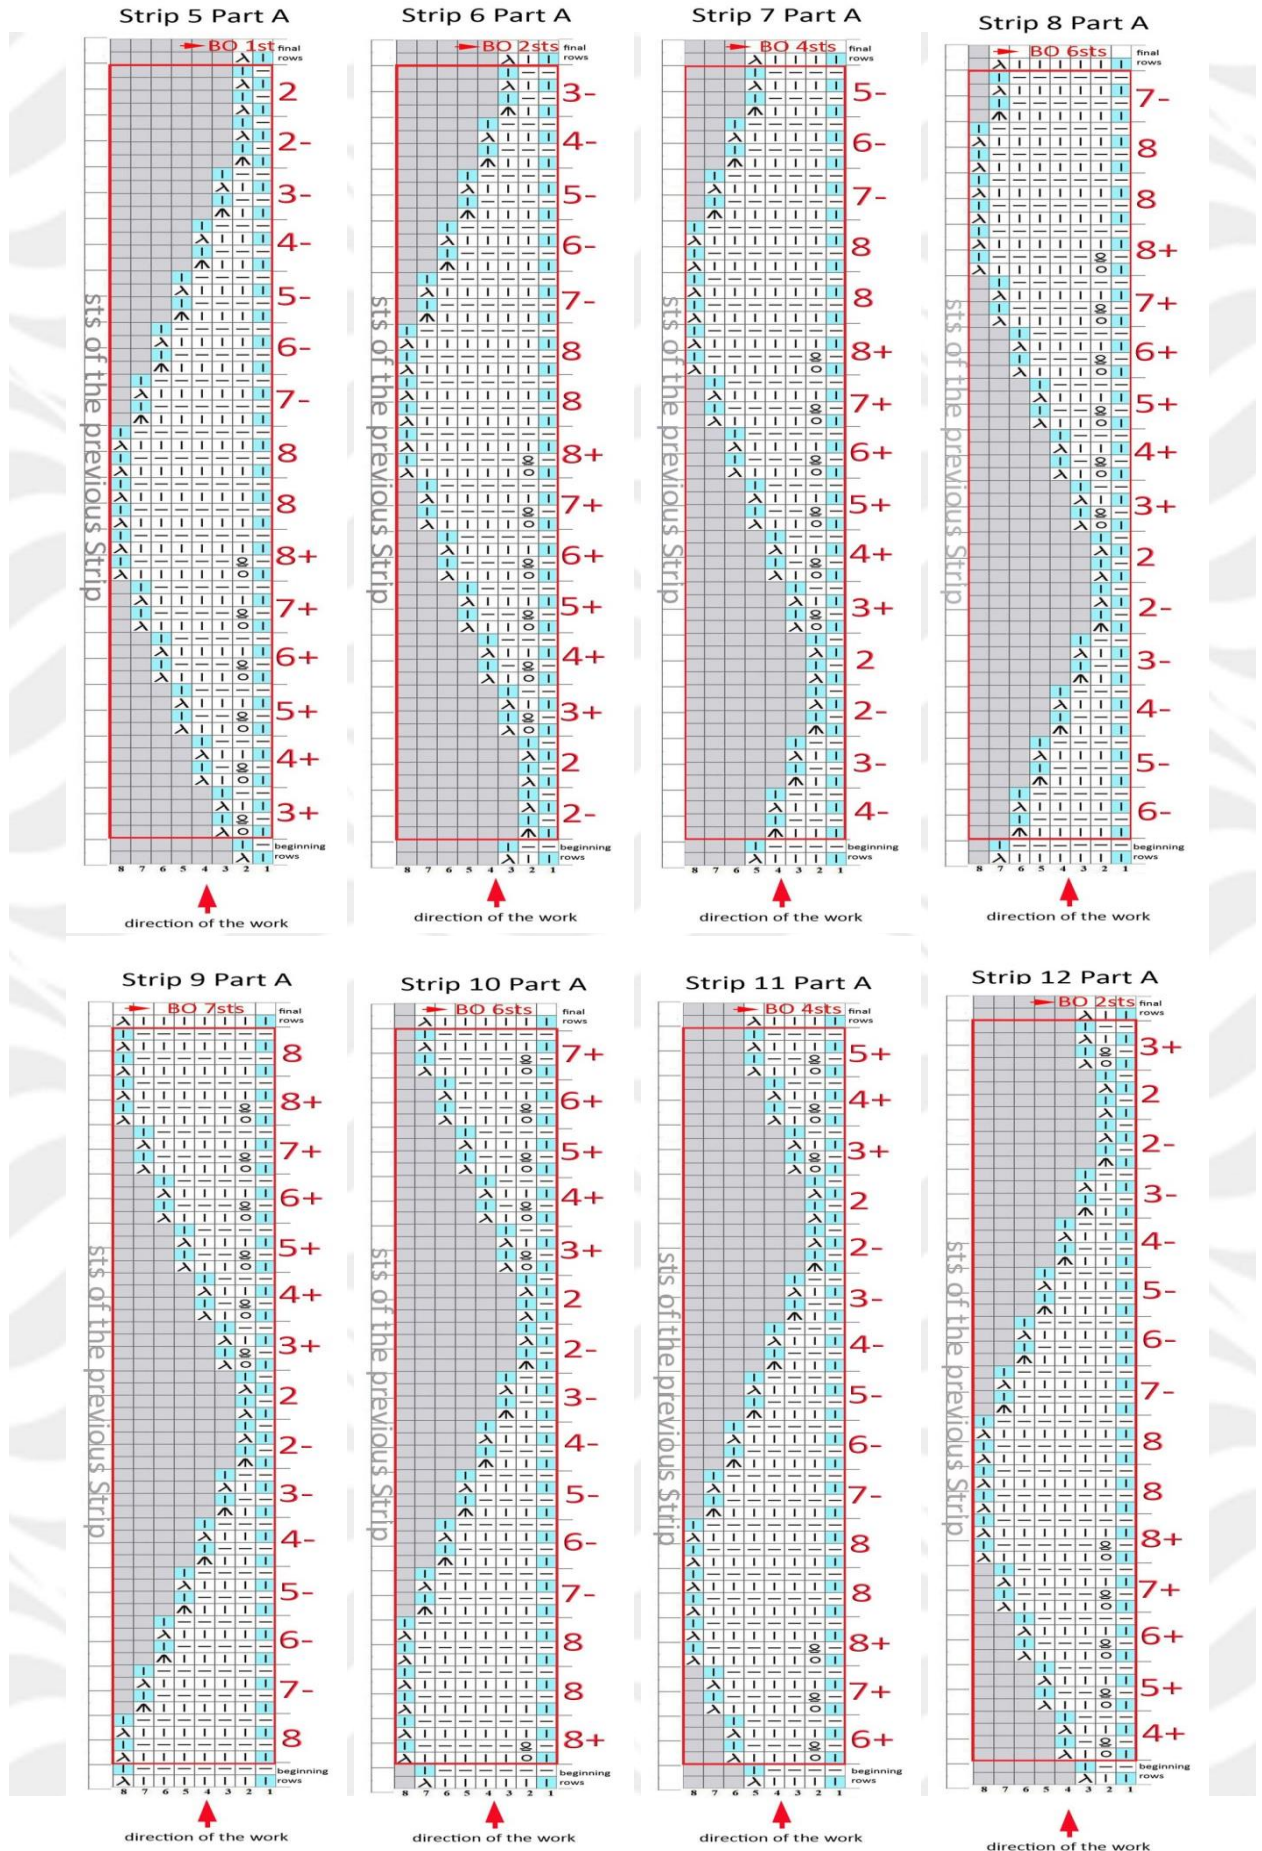 Strip 5 Part A
BO 1st
final
rows
2
2-
3-
4-
5-
6-
7-
8
8
8+
7+
6+
5+
4+
3+
beginning
rows
sts of the previous Strip
8 7 6 5 4 3 2 1
direction of the work
Strip 6 Part A
BO 2sts
final
rows
3-
4-
5-
6-
7-
8
8
8+
7+
6+
5+
4+
3+
2
2-
beginning
rows
sts of the previous Strip
8 7 6 5 4 3 2 1
direction of the work
Strip 7 Part A
BO 4sts
final
rows
5-
6-
7-
8
8
8+
7+
6+
5+
4+
3+
2
2-
3-
4-
beginning
rows
sts of the previous Strip
8 7 6 5 4 3 2 1
direction of the work
Strip 8 Part A
BO 6sts
final
rows
7-
8
8
8+
7+
6+
5+
4+
3+
2
2-
3-
4-
5-
6-
beginning
rows
sts of the previous Strip
8 7 6 5 4 3 2 1
direction of the work
Strip 9 Part A
BO 7sts
final
rows
8
8+
7+
6+
5+
4+
3+
2
2-
3-
4-
5-
6-
7-
8
beginning
rows
sts of the previous Strip
8 7 6 5 4 3 2 1
direction of the work
Strip 10 Part A
BO 6sts
final
rows
7+
6+
5+
4+
3+
2
2-
3-
4-
5-
6-
7-
8
8
8+
beginning
rows
sts of the previous Strip
8 7 6 5 4 3 2 1
direction of the work
Strip 11 Part A
BO 4sts
final
rows
5+
4+
3+
2
2-
3-
4-
5-
6-
7-
8
8
8+
7+
6+
beginning
rows
sts of the previous Strip
8 7 6 5 4 3 2 1
direction of the work
Strip 12 Part A
BO 2sts
final
rows
3+
2
2-
3-
4-
5-
6-
7-
8
8
8+
7+
6+
5+
4+
beginning
rows
sts of the previous Strip
8 7 6 5 4 3 2 1
direction of the work